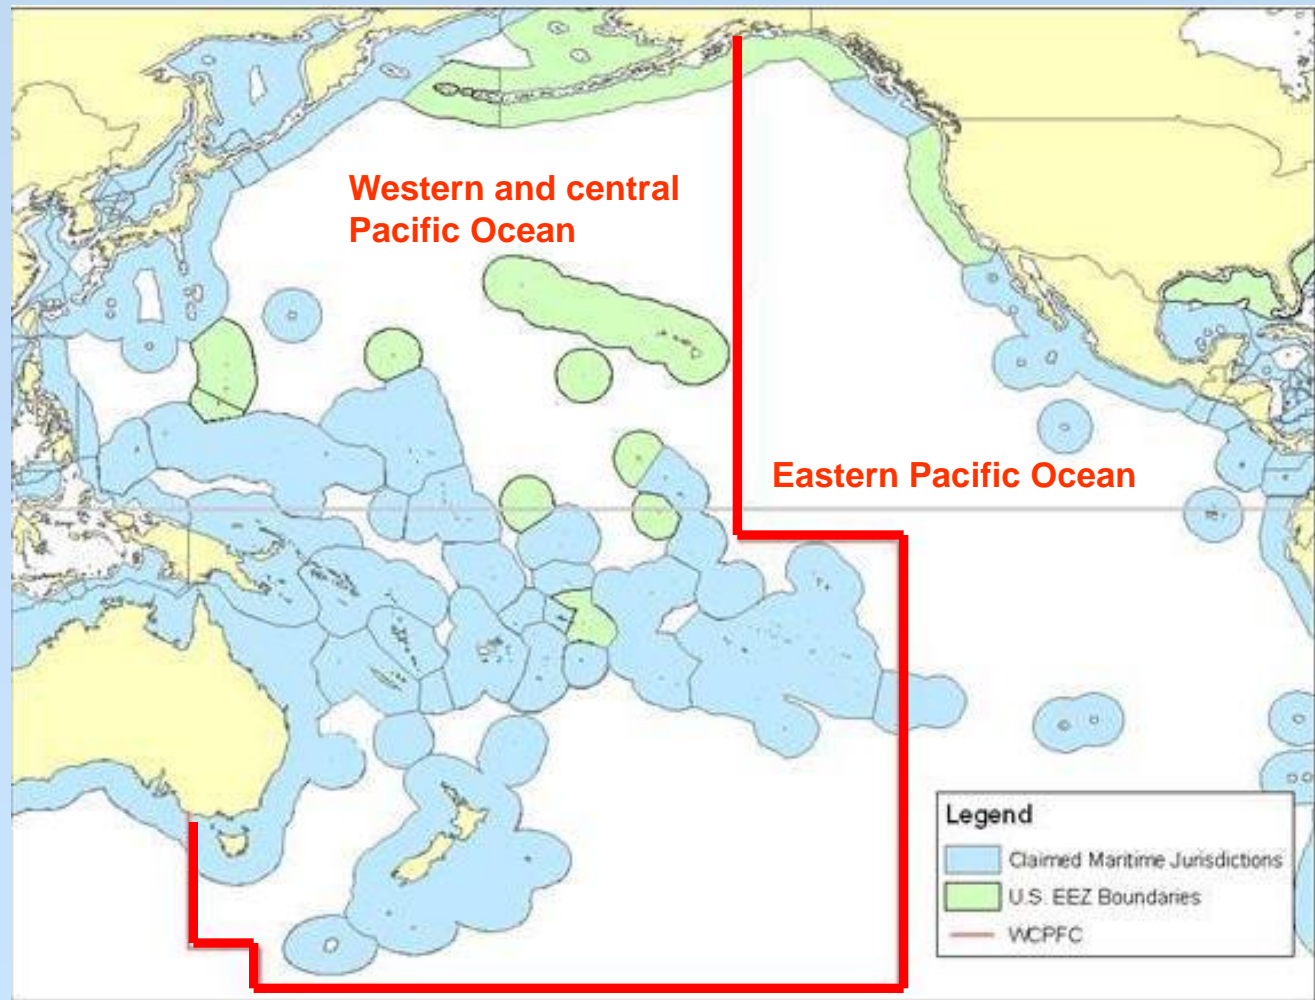 Western and central
Pacific Ocean
Eastern Pacific Ocean
Legend
Claimed Maritime Jurisdictions
U.S. EEZ Boundaries
WCPFC